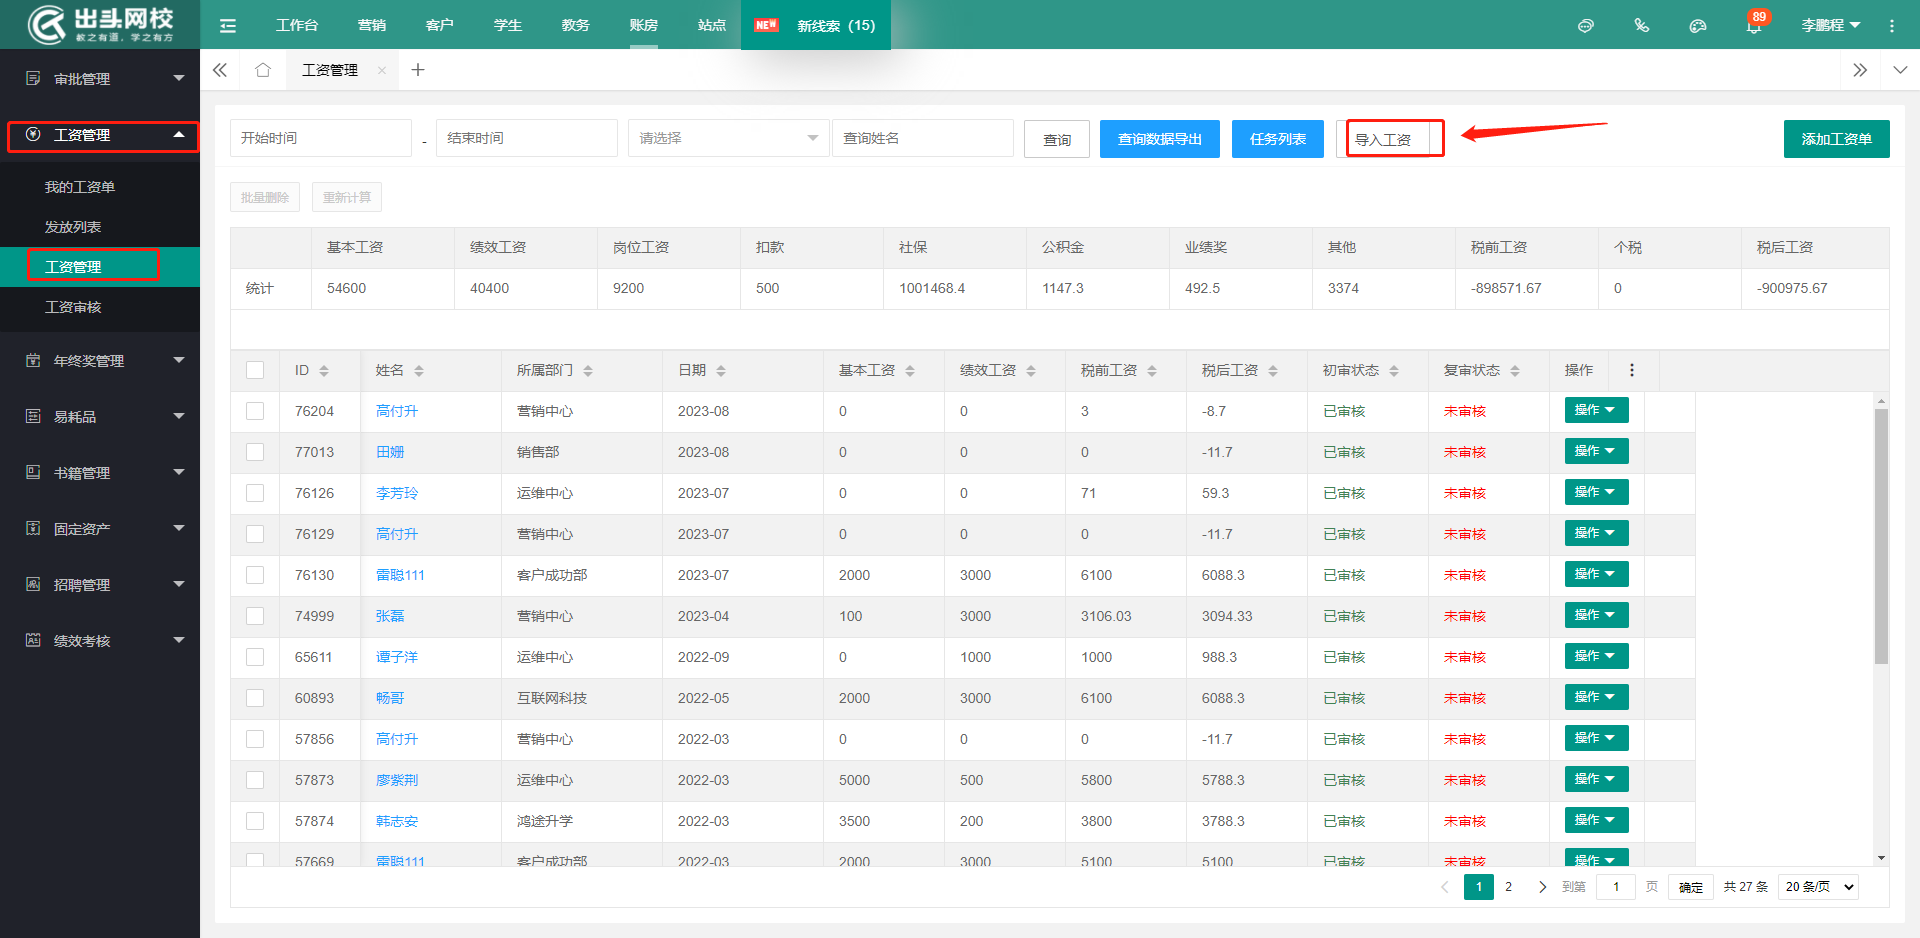 出头网校
教之有道，学之有方
工作台 营销 客户 学生 教务 账房 站点 NEW 新线索 (15) 89 李鹏程
工资管理
审批管理
工资管理
我的工资单
发放列表
工资管理
工资审核
年终奖管理
易耗品
书籍管理
固定资产
招聘管理
绩效考核
开始时间 - 结束时间 请选择 查询姓名 查询 查询数据导出 任务列表 导入工资 添加工资单
批量删除 重新计算
基本工资 绩效工资 岗位工资 扣款 社保 公积金 业绩奖 其他 税前工资 个税 税后工资
统计 54600 40400 9200 500 1001468.4 1147.3 492.5 3374 -898571.67 0 -900975.67
ID 姓名 所属部门 日期 基本工资 绩效工资 税前工资 税后工资 初审状态 复审状态 操作
76204 高付升 营销中心 2023-08 0 0 3 -8.7 已审核 未审核 操作
77013 田姗 销售部 2023-08 0 0 0 -11.7 已审核 未审核 操作
76126 李芳玲 运维中心 2023-07 0 0 71 59.3 已审核 未审核 操作
76129 高付升 营销中心 2023-07 0 0 0 -11.7 已审核 未审核 操作
76130 雷聪111 客户成功部 2023-07 2000 3000 6100 6088.3 已审核 未审核 操作
74999 张磊 营销中心 2023-04 100 3000 3106.03 3094.33 已审核 未审核 操作
65611 谭子洋 运维中心 2022-09 0 1000 1000 988.3 已审核 未审核 操作
60893 畅哥 互联网科技 2022-05 2000 3000 6100 6088.3 已审核 未审核 操作
57856 高付升 营销中心 2022-03 0 0 0 -11.7 已审核 未审核 操作
57873 廖紫荆 运维中心 2022-03 5000 500 5800 5788.3 已审核 未审核 操作
57874 韩志安 鸿途升学 2022-03 3500 200 3800 3788.3 已审核 未审核 操作
57669 雷聪111 客户成功部 2022-03 2000 3000 5100 5100 已审核 未审核 操作
1 2 到第 1 页 确定 共 27 条 20 条/页